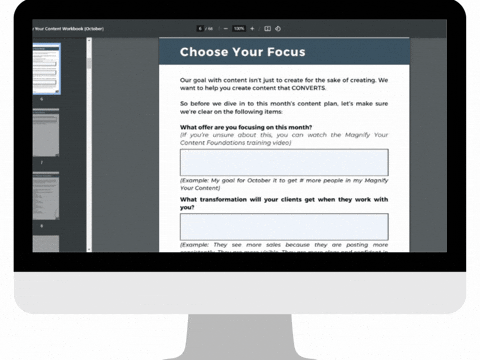 r Your Content Workbook (October)
6 / 66
100%
Choose Your Focus
Our goal with content isn't just to create for the sake of creating. We
want to help you create content that CONVERTS.
So before we dive in to this month's content plan, let's make sure
we're clear on the following items:
What offer are you focusing on this month?
(If you're unsure about this, you can watch the Magnify Your
Content Foundations training video)
(Example: My goal for October it to get # more people in my Magnify
Your Content)
What transformation will your clients get when they work with
you?
(Example: They see more sales because they are posting more
6
7
8